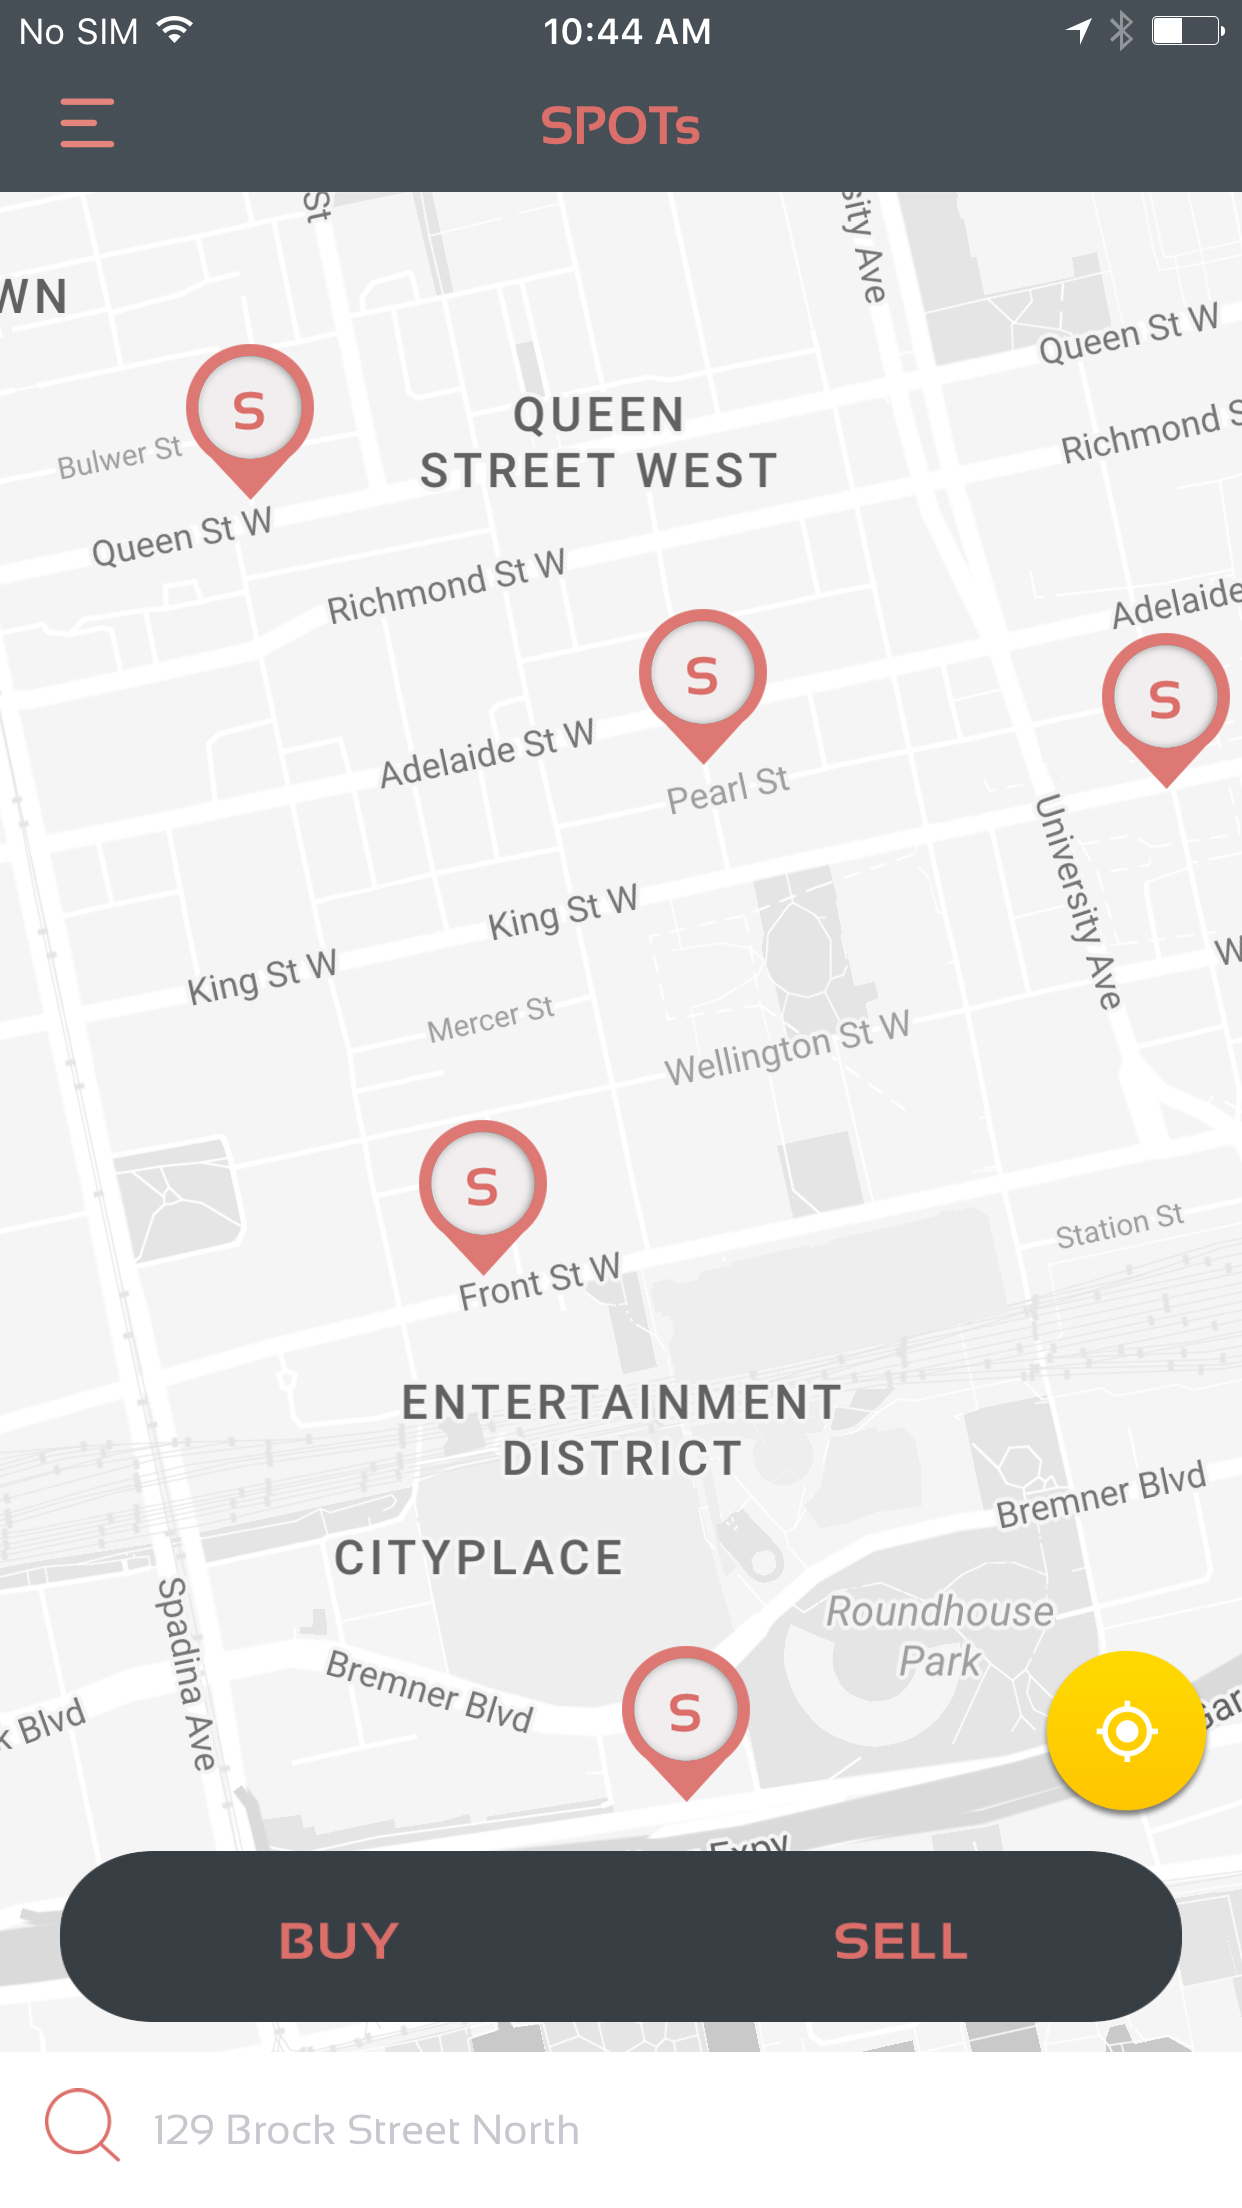 No SIM 10:44 AM
SPOTs
St
sity Ave
WN
Queen St W
S
QUEEN
STREET WEST
Richmond S
Bulwer St
Queen St W
Richmond St W
Adelaide
S
S
Adelaide St W
Pearl St
University Ave
King St W
King St W
W
Mercer St
Wellington St W
S
Station St
Front St W
ENTERTAINMENT
DISTRICT
Bremner Blvd
CITYPLACE
Spadina Ave
Roundhouse
Park
Bremner Blvd
k Blvd
S
Gar
Expy
BUY SELL
129 Brock Street North